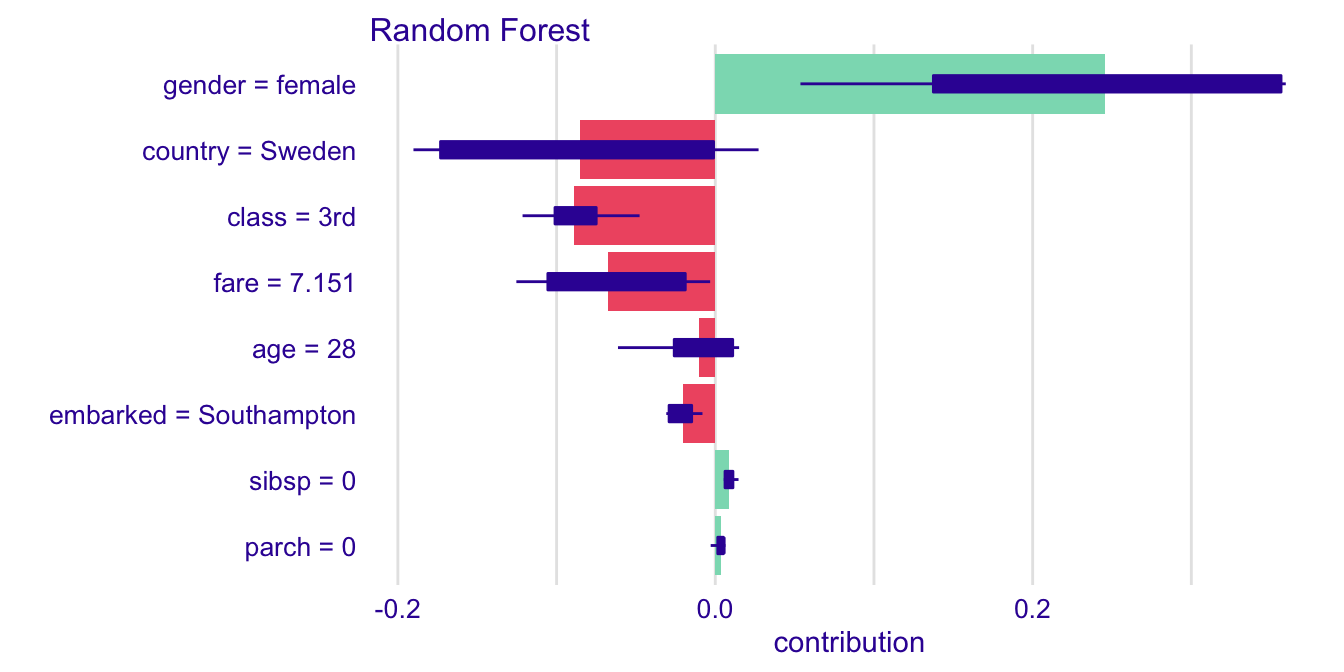 Random Forest
gender = female
country = Sweden
class = 3rd
fare = 7.151
age = 28
embarked = Southampton
sibsp = 0
parch = 0
-0.2 0.0 0.2
contribution